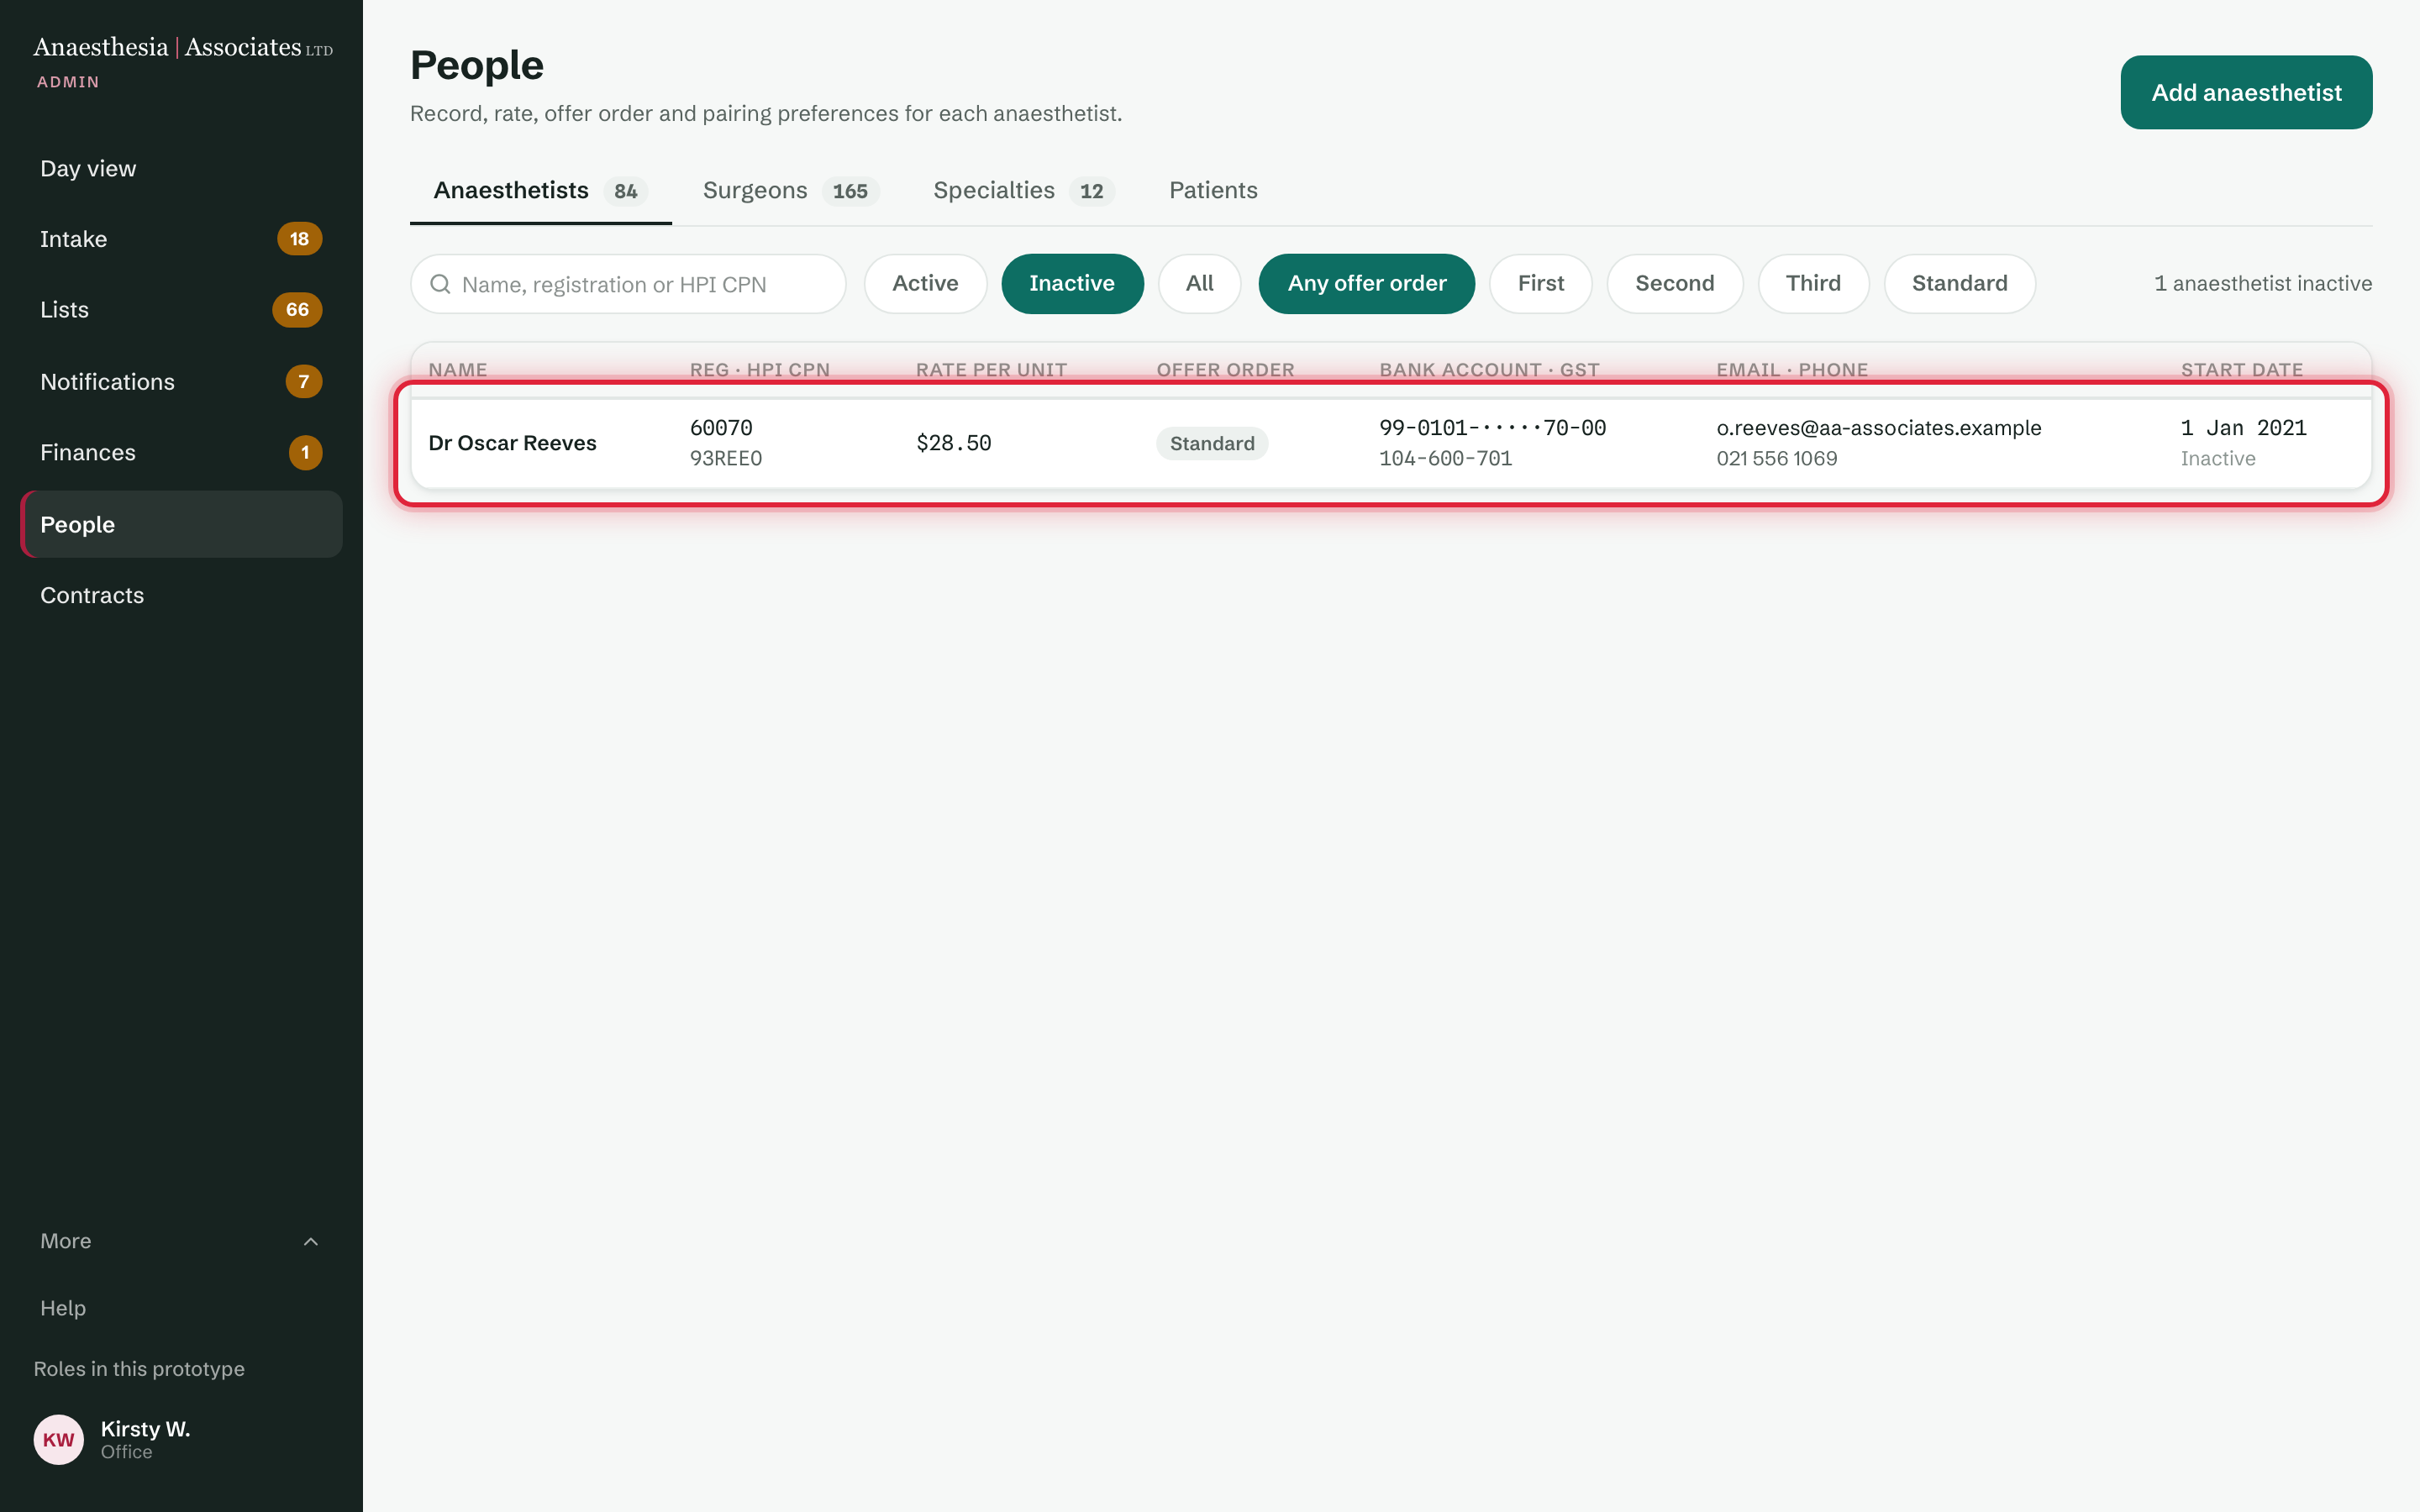 Anaesthesia | Associates LTD
ADMIN
Day view
Intake 18
Lists 66
Notifications 7
Finances 1
People
Contracts
More
Help
Roles in this prototype
KW
Kirsty W.
Office
People
Record, rate, offer order and pairing preferences for each anaesthetist.
Add anaesthetist
Anaesthetists 84 Surgeons 165 Specialties 12 Patients
Name, registration or HPI CPN Active Inactive All Any offer order First Second Third Standard 1 anaesthetist inactive
NAME REG · HPI CPN RATE PER UNIT OFFER ORDER BANK ACCOUNT · GST EMAIL · PHONE START DATE
Dr Oscar Reeves 60070 $28.50 Standard 99-0101-·····70-00 o.reeves@aa-associates.example 1 Jan 2021
93REE0 104-600-701 021 556 1069 Inactive